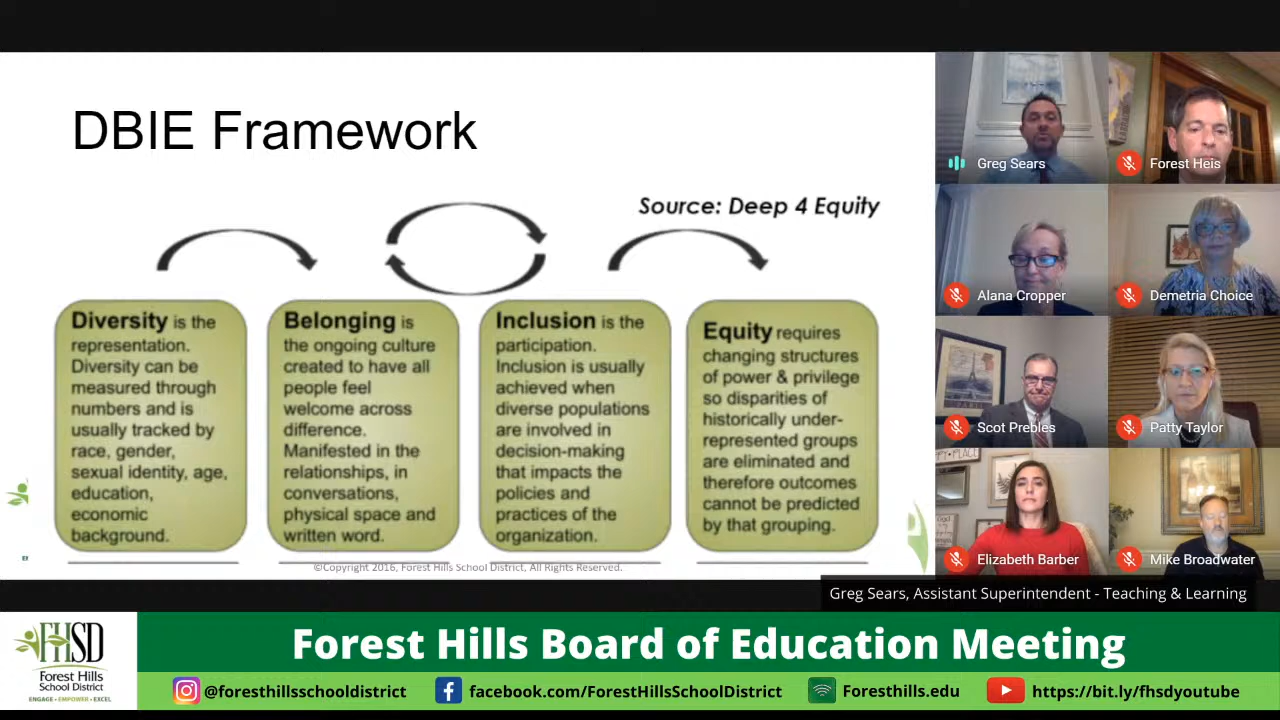 DBIE Framework
Source: Deep 4 Equity
Diversity is the
representation.
Diversity can be
measured through
numbers and is
usually tracked by
race, gender,
sexual identity, age,
education,
economic
background.
Belonging is
the ongoing culture
created to have all
people feel
welcome across
difference.
Manifested in the
relationships, in
conversations,
physical space and
written word.
Inclusion is the
participation.
Inclusion is usually
achieved when
diverse populations
are involved in
decision-making
that impacts the
policies and
practices of the
organization.
Equity requires
changing structures
of power & privilege
so disparities of
historically under-
represented groups
are eliminated and
therefore outcomes
cannot be predicted
by that grouping.
©Copyright 2016, Forest Hills School District, All Rights Reserved.
Greg Sears
Forest Heis
Alana Cropper
Demetria Choice
Scot Prebles
Patty Taylor
Elizabeth Barber
Mike Broadwater
PARIS
Greg Sears, Assistant Superintendent - Teaching & Learning
FHSD
Forest Hills
School District
ENGAGE • EMPOWER • EXCEL
Forest Hills Board of Education Meeting
@foresthillsschooldistrict
facebook.com/ForestHillsSchoolDistrict
Foresthills.edu
https://bit.ly/fhsdyoutube